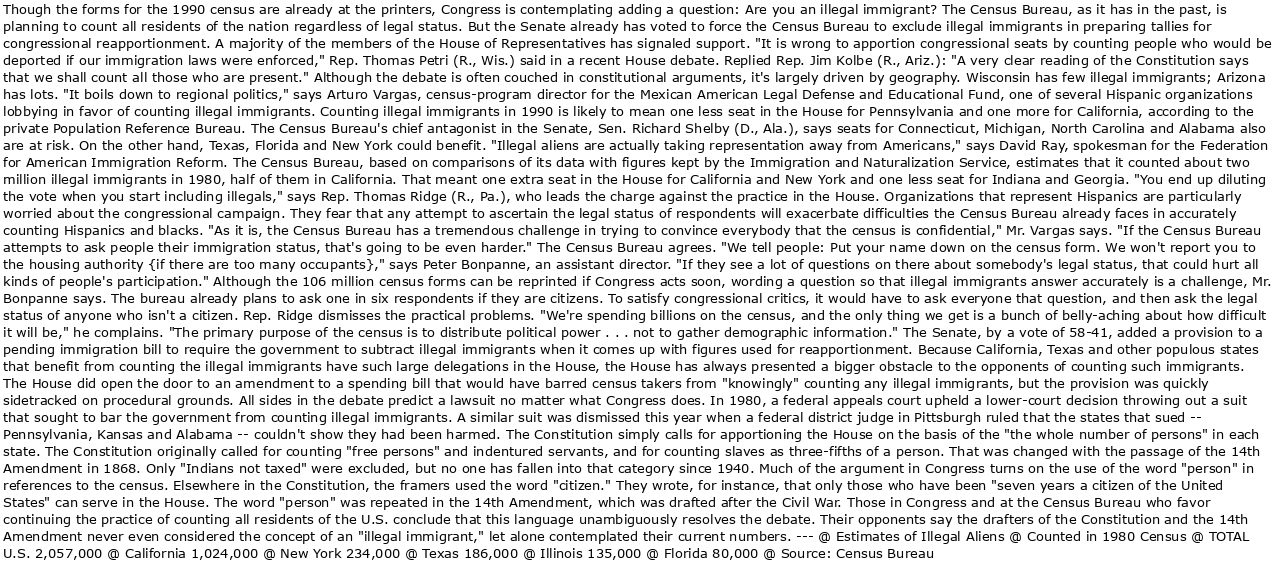 Though the forms for the 1990 census are already at the printers, Congress is contemplating adding a question: Are you an illegal immigrant? The Census Bureau, as it has in the past, is
planning to count all residents of the nation regardless of legal status. But the Senate already has voted to force the Census Bureau to exclude illegal immigrants in preparing tallies for
congressional reapportionment. A majority of the members of the House of Representatives has signaled support. "It is wrong to apportion congressional seats by counting people who would be
deported if our immigration laws were enforced," Rep. Thomas Petri (R., Wis.) said in a recent House debate. Replied Rep. Jim Kolbe (R., Ariz.): "A very clear reading of the Constitution says
that we shall count all those who are present." Although the debate is often couched in constitutional arguments, it's largely driven by geography. Wisconsin has few illegal immigrants; Arizona
has lots. "It boils down to regional politics," says Arturo Vargas, census-program director for the Mexican American Legal Defense and Educational Fund, one of several Hispanic organizations
lobbying in favor of counting illegal immigrants. Counting illegal immigrants in 1990 is likely to mean one less seat in the House for Pennsylvania and one more for California, according to the
private Population Reference Bureau. The Census Bureau's chief antagonist in the Senate, Sen. Richard Shelby (D., Ala.), says seats for Connecticut, Michigan, North Carolina and Alabama also
are at risk. On the other hand, Texas, Florida and New York could benefit. "Illegal aliens are actually taking representation away from Americans," says David Ray, spokesman for the Federation
for American Immigration Reform. The Census Bureau, based on comparisons of its data with figures kept by the Immigration and Naturalization Service, estimates that it counted about two
million illegal immigrants in 1980, half of them in California. That meant one extra seat in the House for California and New York and one less seat for Indiana and Georgia. "You end up diluting
the vote when you start including illegals," says Rep. Thomas Ridge (R., Pa.), who leads the charge against the practice in the House. Organizations that represent Hispanics are particularly
worried about the congressional campaign. They fear that any attempt to ascertain the legal status of respondents will exacerbate difficulties the Census Bureau already faces in accurately
counting Hispanics and blacks. "As it is, the Census Bureau has a tremendous challenge in trying to convince everybody that the census is confidential," Mr. Vargas says. "If the Census Bureau
attempts to ask people their immigration status, that's going to be even harder." The Census Bureau agrees. "We tell people: Put your name down on the census form. We won't report you to
the housing authority {if there are too many occupants}," says Peter Bonpanne, an assistant director. "If they see a lot of questions on there about somebody's legal status, that could hurt all
kinds of people's participation." Although the 106 million census forms can be reprinted if Congress acts soon, wording a question so that illegal immigrants answer accurately is a challenge, Mr.
Bonpanne says. The bureau already plans to ask one in six respondents if they are citizens. To satisfy congressional critics, it would have to ask everyone that question, and then ask the legal
status of anyone who isn't a citizen. Rep. Ridge dismisses the practical problems. "We're spending billions on the census, and the only thing we get is a bunch of belly-aching about how difficult
it will be," he complains. "The primary purpose of the census is to distribute political power . . . not to gather demographic information." The Senate, by a vote of 58-41, added a provision to a
pending immigration bill to require the government to subtract illegal immigrants when it comes up with figures used for reapportionment. Because California, Texas and other populous states
that benefit from counting the illegal immigrants have such large delegations in the House, the House has always presented a bigger obstacle to the opponents of counting such immigrants.
The House did open the door to an amendment to a spending bill that would have barred census takers from "knowingly" counting any illegal immigrants, but the provision was quickly
sidetracked on procedural grounds. All sides in the debate predict a lawsuit no matter what Congress does. In 1980, a federal appeals court upheld a lower-court decision throwing out a suit
that sought to bar the government from counting illegal immigrants. A similar suit was dismissed this year when a federal district judge in Pittsburgh ruled that the states that sued --
Pennsylvania, Kansas and Alabama -- couldn't show they had been harmed. The Constitution simply calls for apportioning the House on the basis of the "the whole number of persons" in each
state. The Constitution originally called for counting "free persons" and indentured servants, and for counting slaves as three-fifths of a person. That was changed with the passage of the 14th
Amendment in 1868. Only "Indians not taxed" were excluded, but no one has fallen into that category since 1940. Much of the argument in Congress turns on the use of the word "person" in
references to the census. Elsewhere in the Constitution, the framers used the word "citizen." They wrote, for instance, that only those who have been "seven years a citizen of the United
States" can serve in the House. The word "person" was repeated in the 14th Amendment, which was drafted after the Civil War. Those in Congress and at the Census Bureau who favor
continuing the practice of counting all residents of the U.S. conclude that this language unambiguously resolves the debate. Their opponents say the drafters of the Constitution and the 14th
Amendment never even considered the concept of an "illegal immigrant," let alone contemplated their current numbers. --- @ Estimates of Illegal Aliens @ Counted in 1980 Census @ TOTAL
U.S. 2,057,000 @ California 1,024,000 @ New York 234,000 @ Texas 186,000 @ Illinois 135,000 @ Florida 80,000 @ Source: Census Bureau